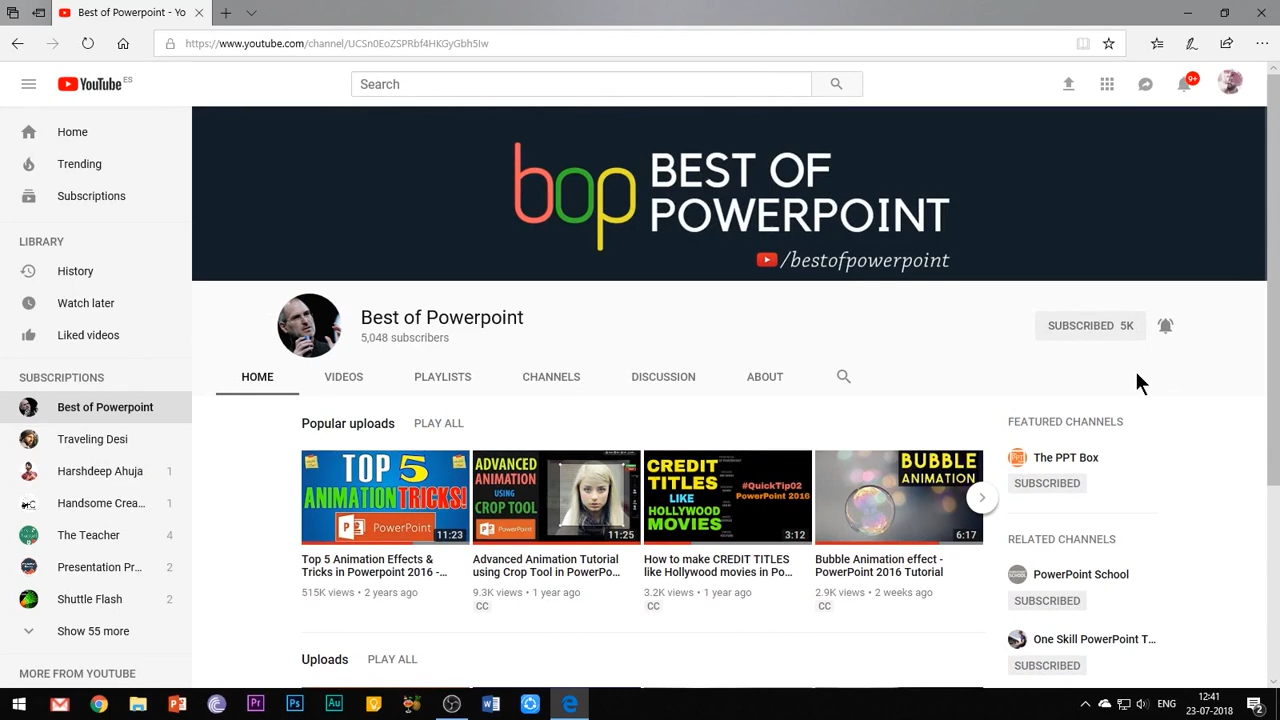 Best of Powerpoint - Yo
https://www.youtube.com/channel/UCSn0EoZSPRbf4HKGyGbh5Iw
YouTube ES
Search
9+
Home
Trending
Subscriptions
LIBRARY
History
Watch later
Liked videos
SUBSCRIPTIONS
Best of Powerpoint
Traveling Desi
Harshdeep Ahuja 1
Handsome Crea... 1
The Teacher 4
Presentation Pr... 2
Shuttle Flash 2
Show 55 more
MORE FROM YOUTUBE
bop BEST OF
POWERPOINT
/bestofpowerpoint
Best of Powerpoint
5,048 subscribers
SUBSCRIBED 5K
HOME VIDEOS PLAYLISTS CHANNELS DISCUSSION ABOUT
Popular uploads PLAY ALL
TOP 5
ANIMATION
TRICKS!
PowerPoint
11:23
Top 5 Animation Effects &
Tricks in Powerpoint 2016 -...
515K views • 2 years ago
ADVANCED
ANIMATION
USING
CROP TOOL
PowerPoint
11:25
Advanced Animation Tutorial
using Crop Tool in PowerPo...
9.3K views • 1 year ago
CC
CREDIT
TITLES
LIKE
HOLLYWOOD
MOVIES
#QuickTip02
PowerPoint 2016
3:12
How to make CREDIT TITLES
like Hollywood movies in Po...
3.2K views • 1 year ago
CC
BUBBLE
ANIMATION
6:17
Bubble Animation effect -
PowerPoint 2016 Tutorial
2.9K views • 2 weeks ago
CC
Uploads PLAY ALL
FEATURED CHANNELS
The PPT Box
SUBSCRIBED
RELATED CHANNELS
PowerPoint School
SUBSCRIBED
One Skill PowerPoint T...
SUBSCRIBED
Pr
Ps
Au
ENG
12:41
23-07-2018
2